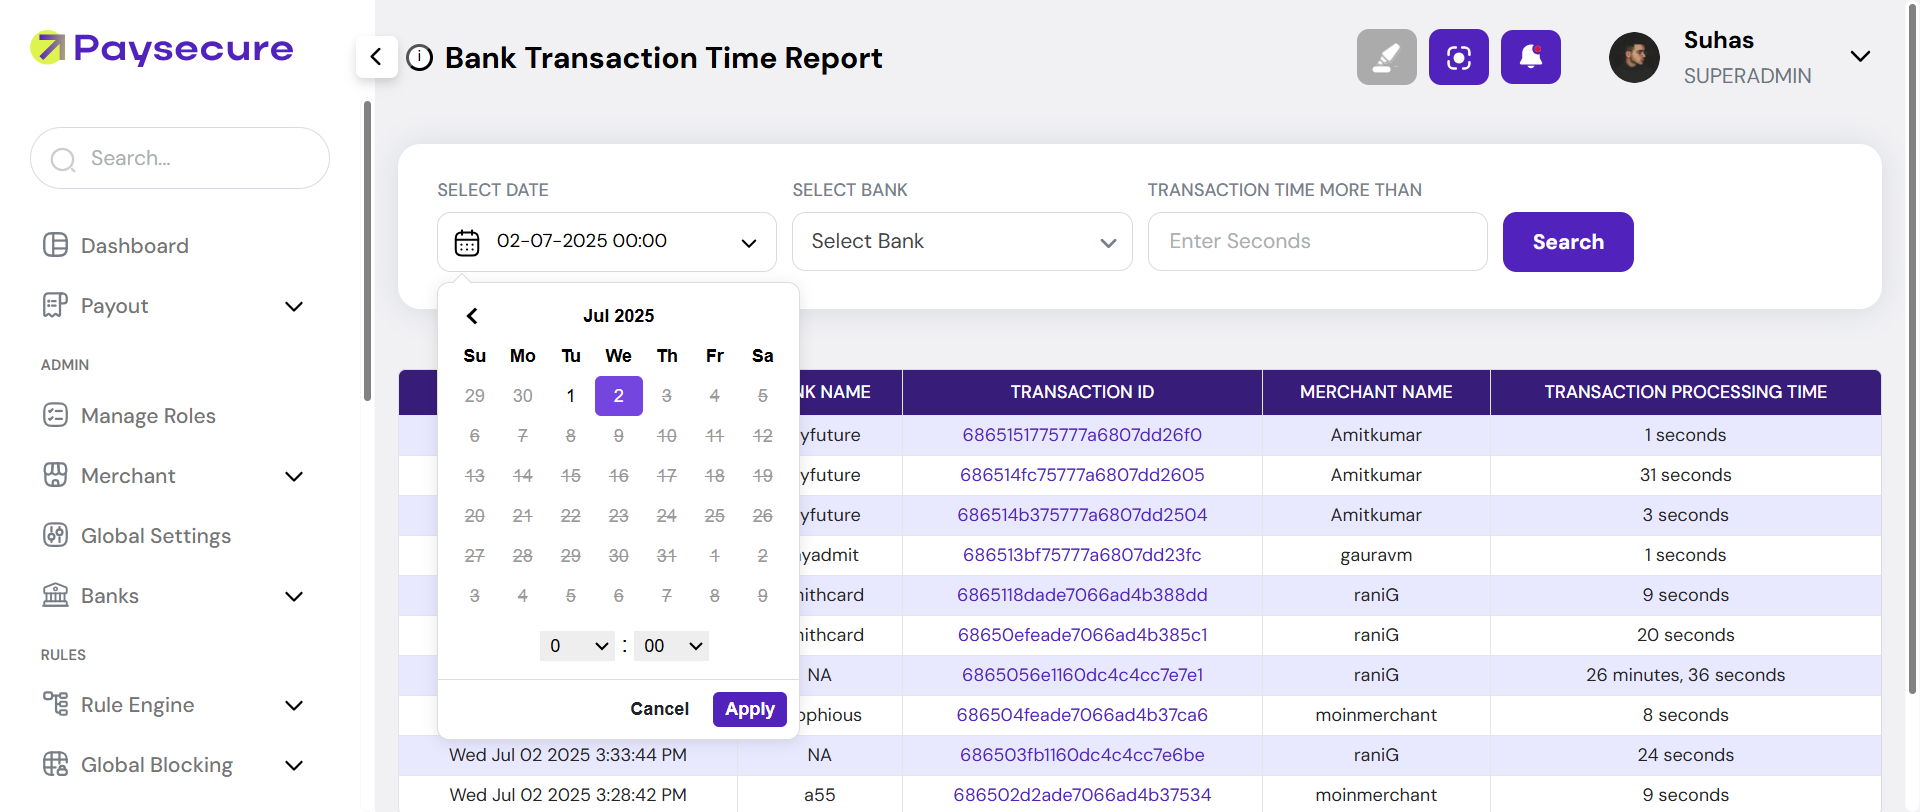 Paysecure
Search...
Dashboard
Payout
ADMIN
Manage Roles
Merchant
Global Settings
Banks
RULES
Rule Engine
Global Blocking
Bank Transaction Time Report
Suhas
SUPERADMIN
SELECT DATE
02-07-2025 00:00
SELECT BANK
Select Bank
TRANSACTION TIME MORE THAN
Enter Seconds
Search
Jul 2025
Su Mo Tu We Th Fr Sa
29 30 1 2 3 4 5
6 7 8 9 10 11 12
13 14 15 16 17 18 19
20 21 22 23 24 25 26
27 28 29 30 31 1 2
3 4 5 6 7 8 9
0 : 00
Cancel Apply
NK NAME TRANSACTION ID MERCHANT NAME TRANSACTION PROCESSING TIME
yfuture 6865151775777a6807dd26f0 Amitkumar 1 seconds
yfuture 686514fc75777a6807dd2605 Amitkumar 31 seconds
yfuture 686514b375777a6807dd2504 Amitkumar 3 seconds
yadmit 686513bf75777a6807dd23fc gauravm 1 seconds
ithcard 6865118dade7066ad4b388dd raniG 9 seconds
ithcard 68650efeade7066ad4b385c1 raniG 20 seconds
NA 6865056e1160dc4c4cc7e7e1 raniG 26 minutes, 36 seconds
phious 686504feade7066ad4b37ca6 moinmerchant 8 seconds
Wed Jul 02 2025 3:33:44 PM NA 686503fb1160dc4c4cc7e6be raniG 24 seconds
Wed Jul 02 2025 3:28:42 PM a55 686502d2ade7066ad4b37534 moinmerchant 9 seconds